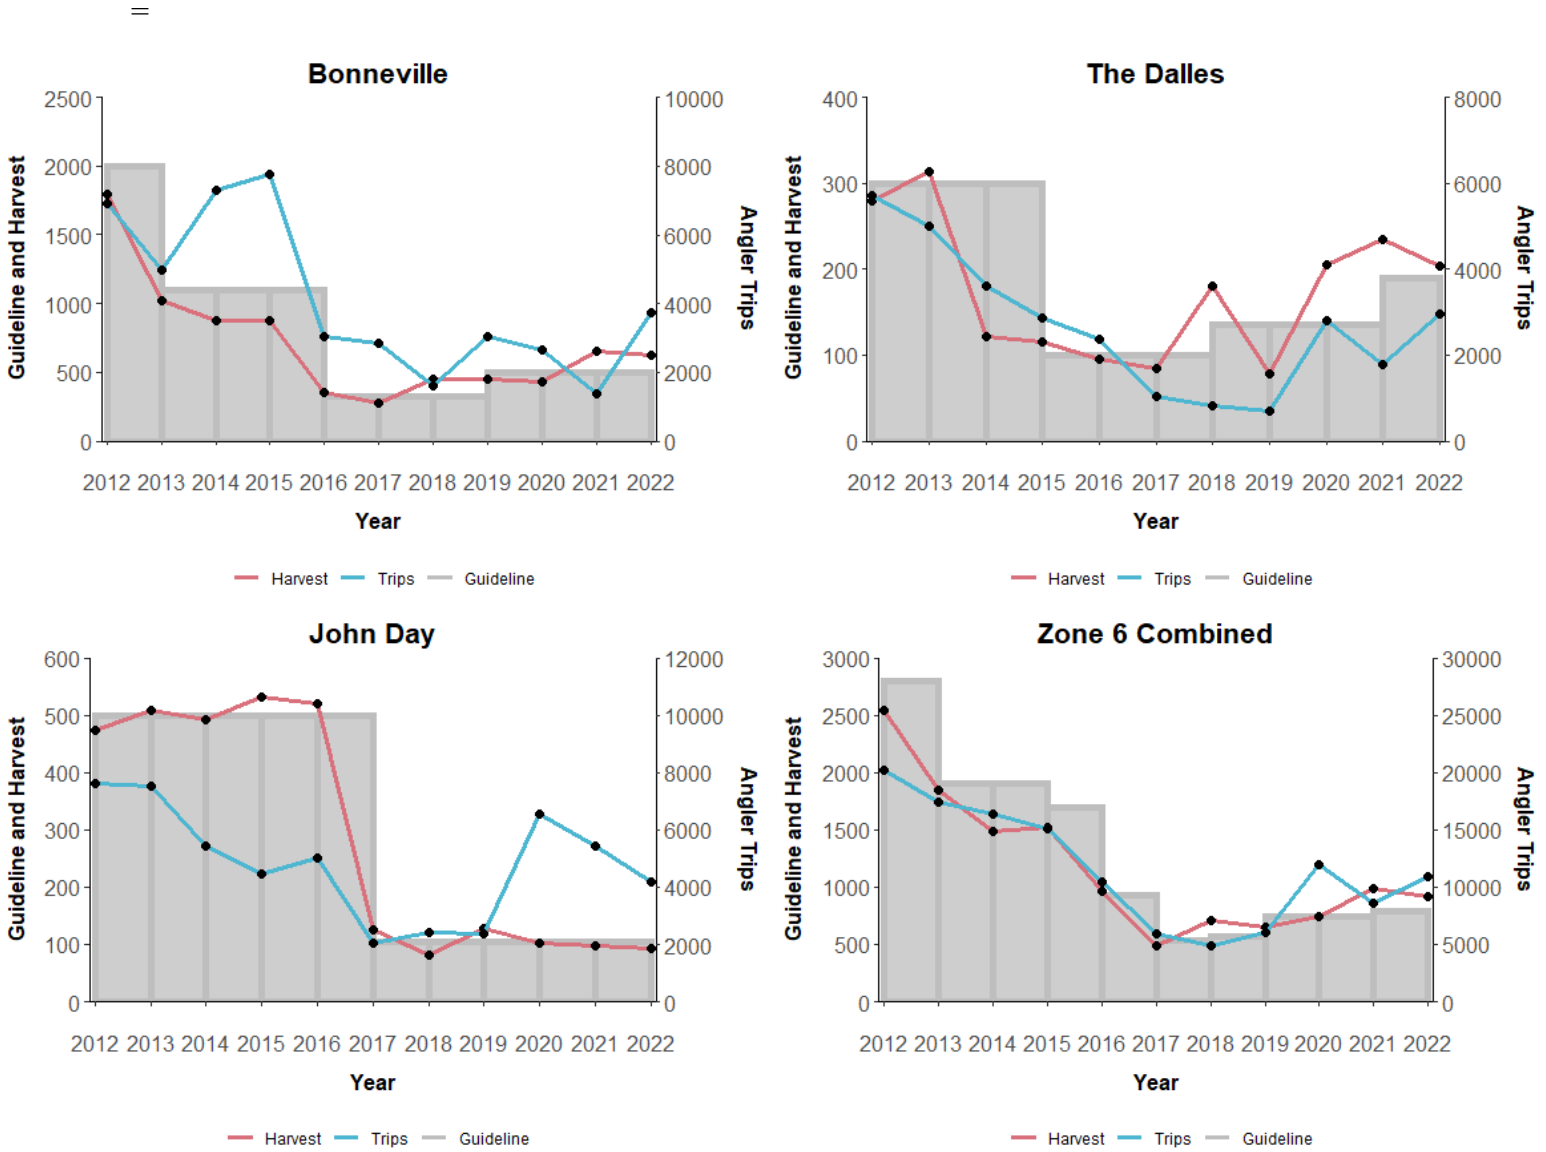 =
Bonneville
Guideline and Harvest
2500
2000
1500
1000
500
0
10000
8000
6000
4000
2000
0
Angler Trips
2012 2013 2014 2015 2016 2017 2018 2019 2020 2021 2022
Year
Harvest Trips Guideline
The Dalles
Guideline and Harvest
400
300
200
100
0
8000
6000
4000
2000
0
Angler Trips
2012 2013 2014 2015 2016 2017 2018 2019 2020 2021 2022
Year
Harvest Trips Guideline
John Day
Guideline and Harvest
600
500
400
300
200
100
0
12000
10000
8000
6000
4000
2000
0
Angler Trips
2012 2013 2014 2015 2016 2017 2018 2019 2020 2021 2022
Year
Harvest Trips Guideline
Zone 6 Combined
Guideline and Harvest
3000
2500
2000
1500
1000
500
0
30000
25000
20000
15000
10000
5000
0
Angler Trips
2012 2013 2014 2015 2016 2017 2018 2019 2020 2021 2022
Year
Harvest Trips Guideline